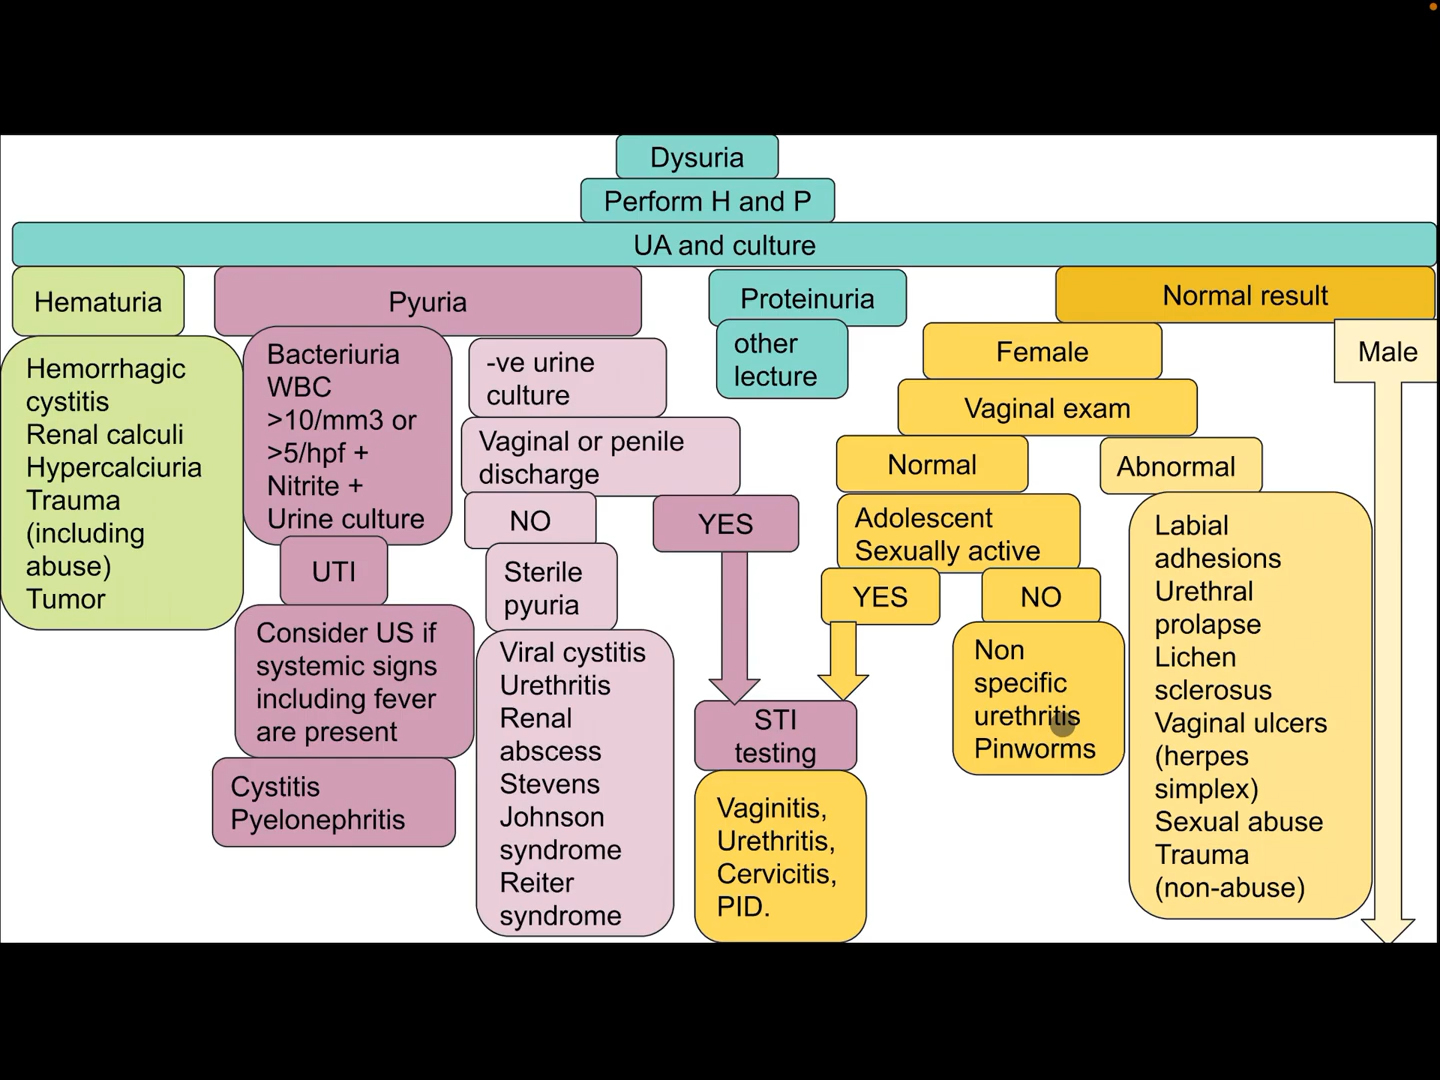 Dysuria
Perform H and P
UA and culture
Hematuria
Hemorrhagic
cystitis
Renal calculi
Hypercalciuria
Trauma
(including
abuse)
Tumor
Pyuria
Bacteriuria
WBC
>10/mm3 or
>5/hpf +
Nitrite +
Urine culture
UTI
Consider US if
systemic signs
including fever
are present
Cystitis
Pyelonephritis
-ve urine
culture
Vaginal or penile
discharge
NO
Sterile
pyuria
Viral cystitis
Urethritis
Renal
abscess
Stevens
Johnson
syndrome
Reiter
syndrome
YES
STI
testing
Vaginitis,
Urethritis,
Cervicitis,
PID.
Proteinuria
other
lecture
Normal result
Female
Vaginal exam
Normal
Adolescent
Sexually active
YES
NO
Non
specific
urethritis
Pinworms
Abnormal
Labial
adhesions
Urethral
prolapse
Lichen
sclerosus
Vaginal ulcers
(herpes
simplex)
Sexual abuse
Trauma
(non-abuse)
Male